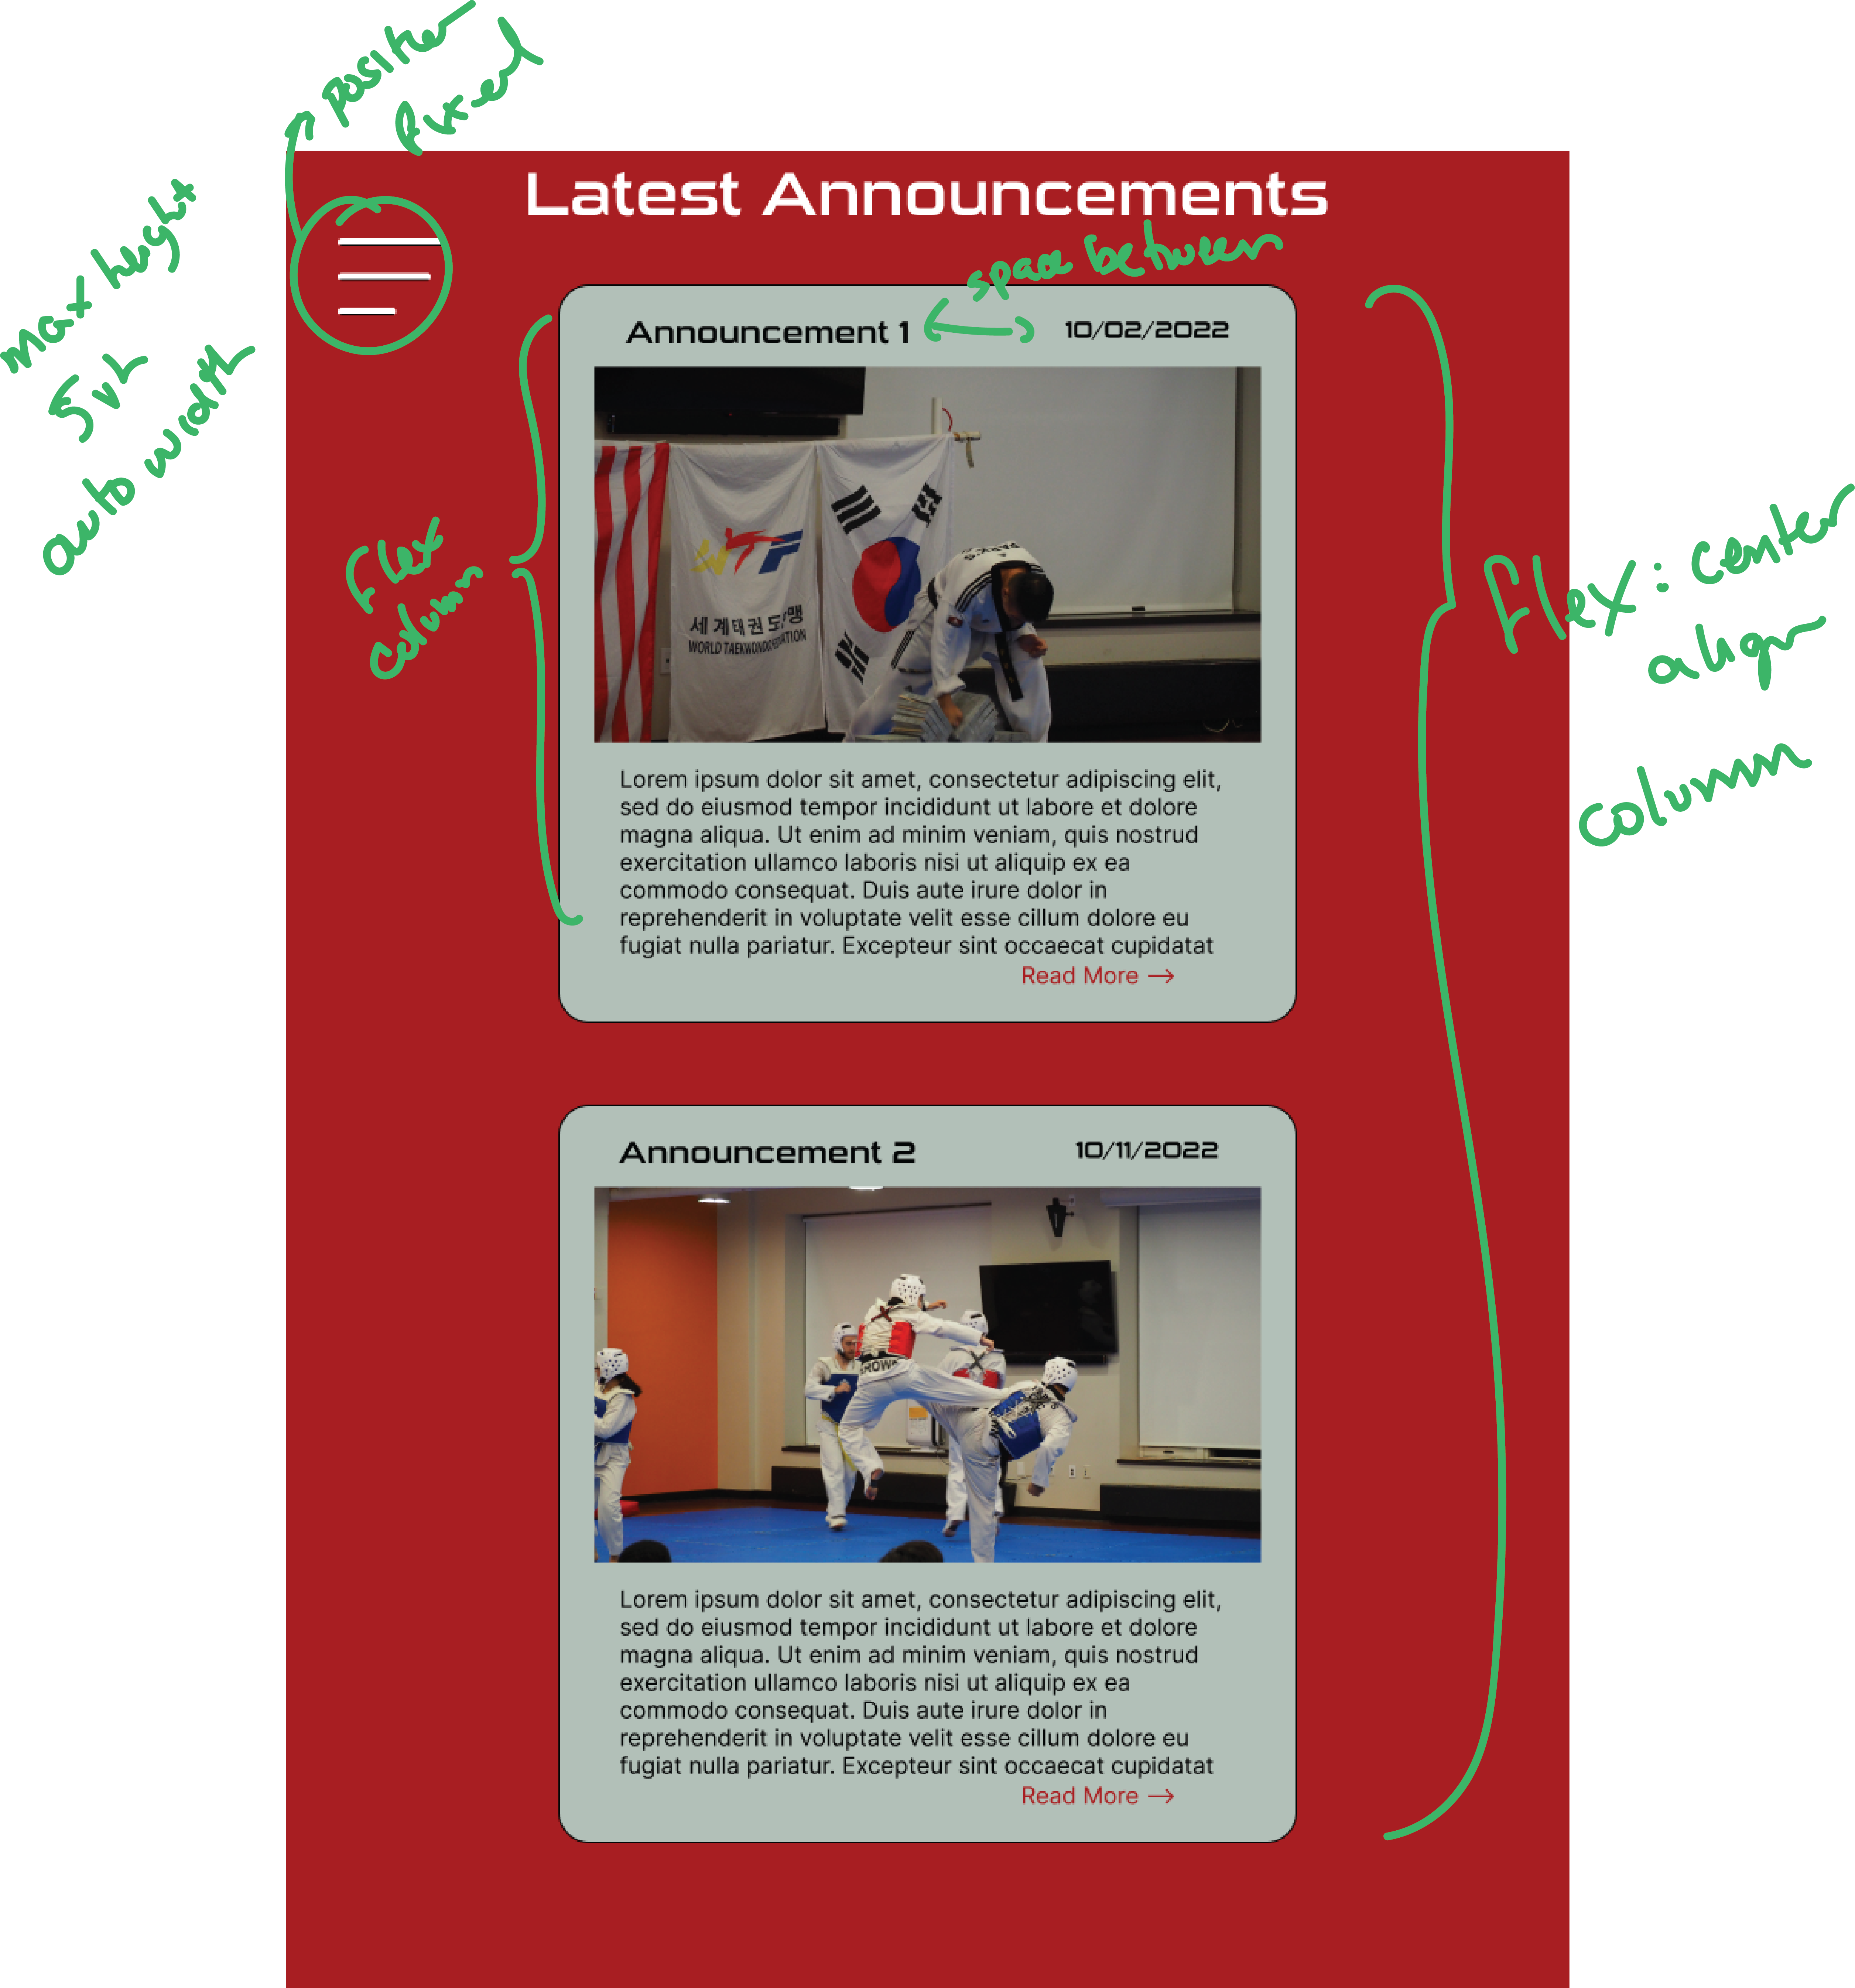 position
fixed
max height
5vh
auto width
Latest Announcements
space between
Announcement 1
10/02/2022
세계태권도 맹
WORLD TAEKWONDO
flex
column
flex: center
align
column
Lorem ipsum dolor sit amet, consectetur adipiscing elit,
sed do eiusmod tempor incididunt ut labore et dolore
magna aliqua. Ut enim ad minim veniam, quis nostrud
exercitation ullamco laboris nisi ut aliquip ex ea
commodo consequat. Duis aute irure dolor in
reprehenderit in voluptate velit esse cillum dolore eu
fugiat nulla pariatur. Excepteur sint occaecat cupidatat
Read More →
Announcement 2
10/11/2022
Lorem ipsum dolor sit amet, consectetur adipiscing elit,
sed do eiusmod tempor incididunt ut labore et dolore
magna aliqua. Ut enim ad minim veniam, quis nostrud
exercitation ullamco laboris nisi ut aliquip ex ea
commodo consequat. Duis aute irure dolor in
reprehenderit in voluptate velit esse cillum dolore eu
fugiat nulla pariatur. Excepteur sint occaecat cupidatat
Read More →